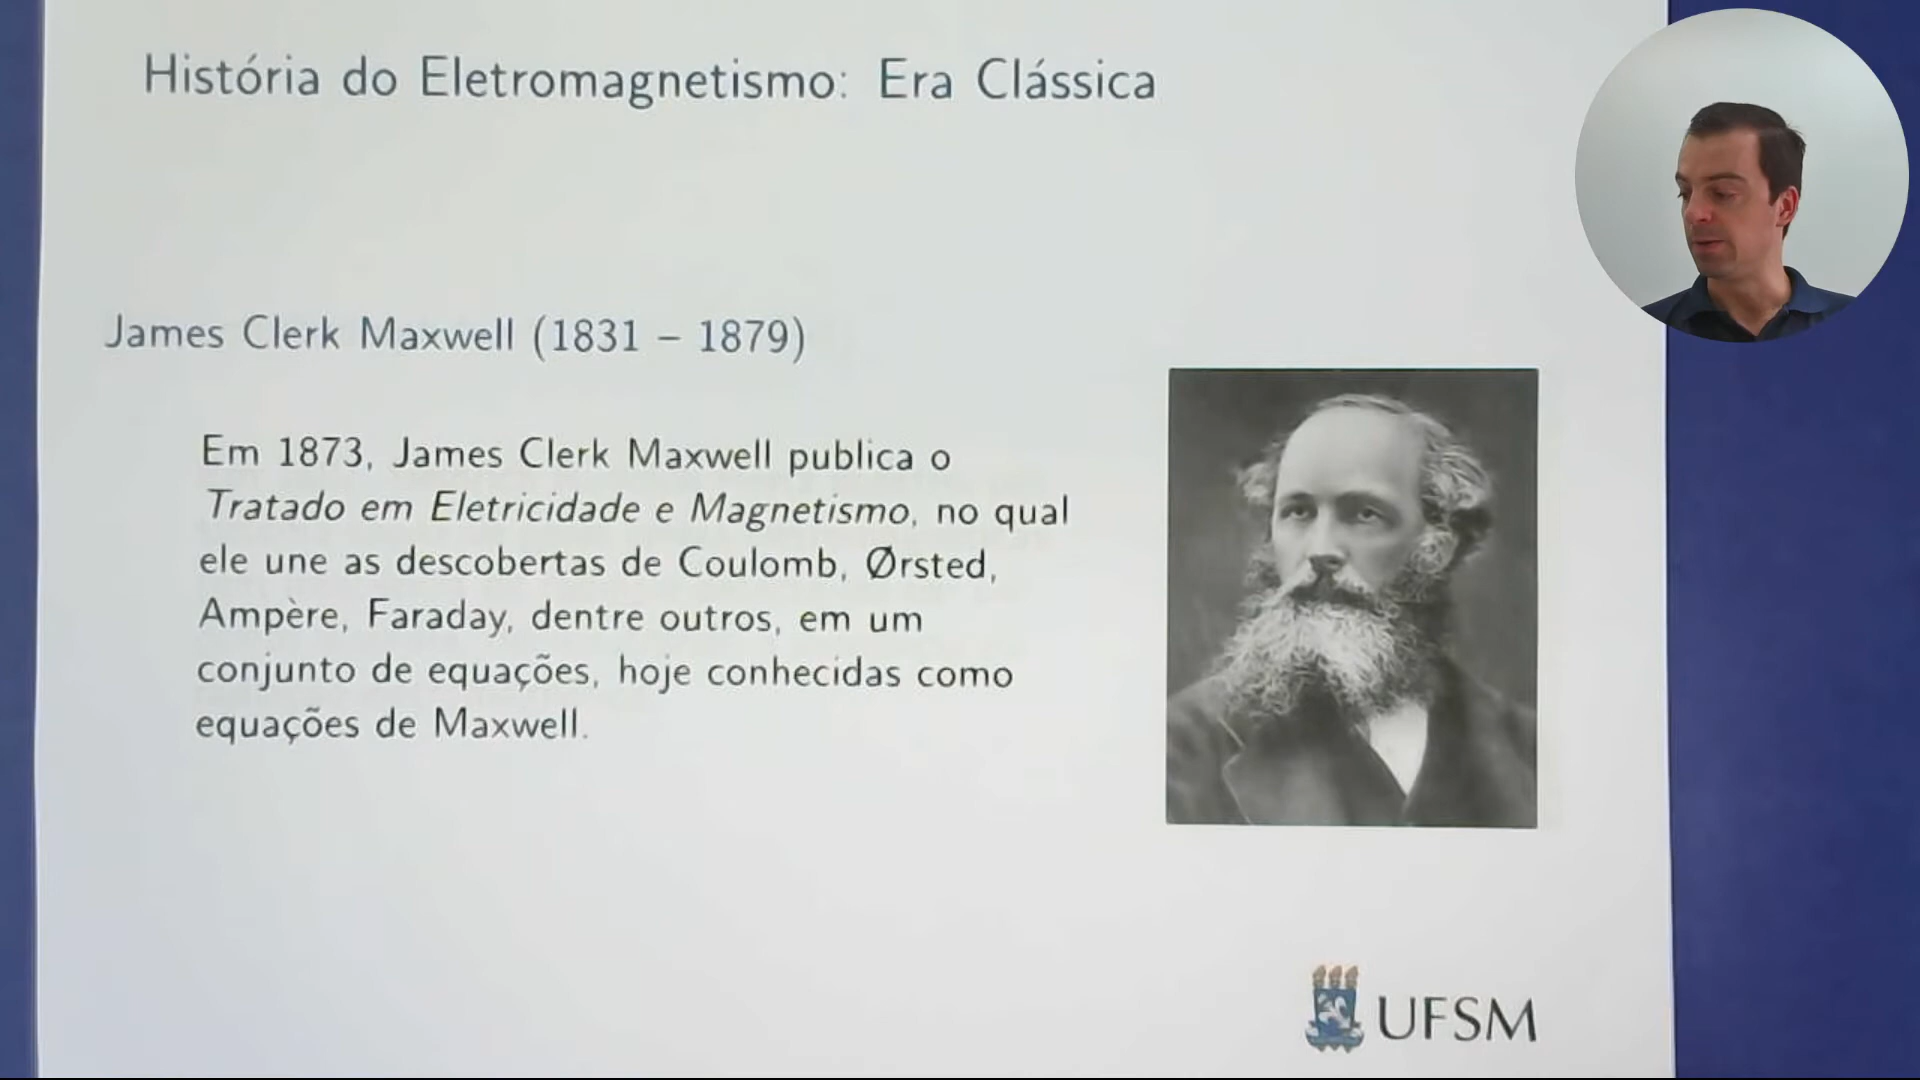 História do Eletromagnetismo: Era Clássica
James Clerk Maxwell (1831 – 1879)
Em 1873, James Clerk Maxwell publica o
Tratado em Eletricidade e Magnetismo, no qual
ele une as descobertas de Coulomb, Ørsted,
Ampère, Faraday, dentre outros, em um
conjunto de equações, hoje conhecidas como
equações de Maxwell.
UFSM